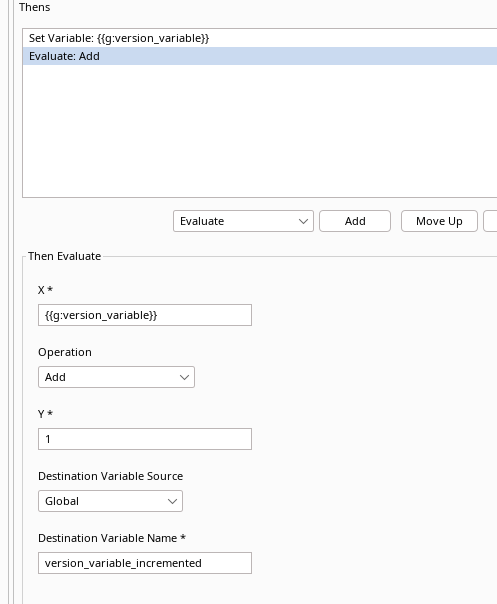 Thens
Set Variable: {{g:version_variable}}
Evaluate: Add
Evaluate
Add
Move Up
Then Evaluate
X *
{{g:version_variable}}
Operation
Add
Y *
1
Destination Variable Source
Global
Destination Variable Name *
version_variable_incremented